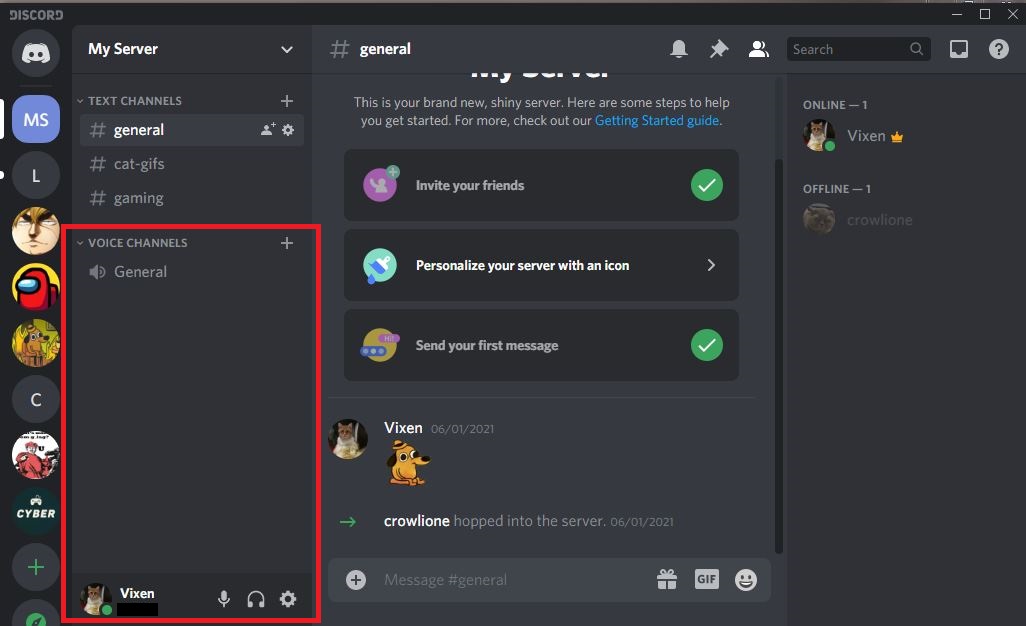 DISCORD
My Server
# general
Search
MS
L
C
CYBER
TEXT CHANNELS
# general
# cat-gifs
# gaming
VOICE CHANNELS
General
Vixen
My Server
This is your brand new, shiny server. Here are some steps to help
you get started. For more, check out our Getting Started guide.
Invite your friends
Personalize your server with an icon
Hi!
Send your first message
Vixen 06/01/2021
crowlione hopped into the server. 06/01/2021
Message #general
GIF
ONLINE — 1
Vixen
OFFLINE — 1
crowlione